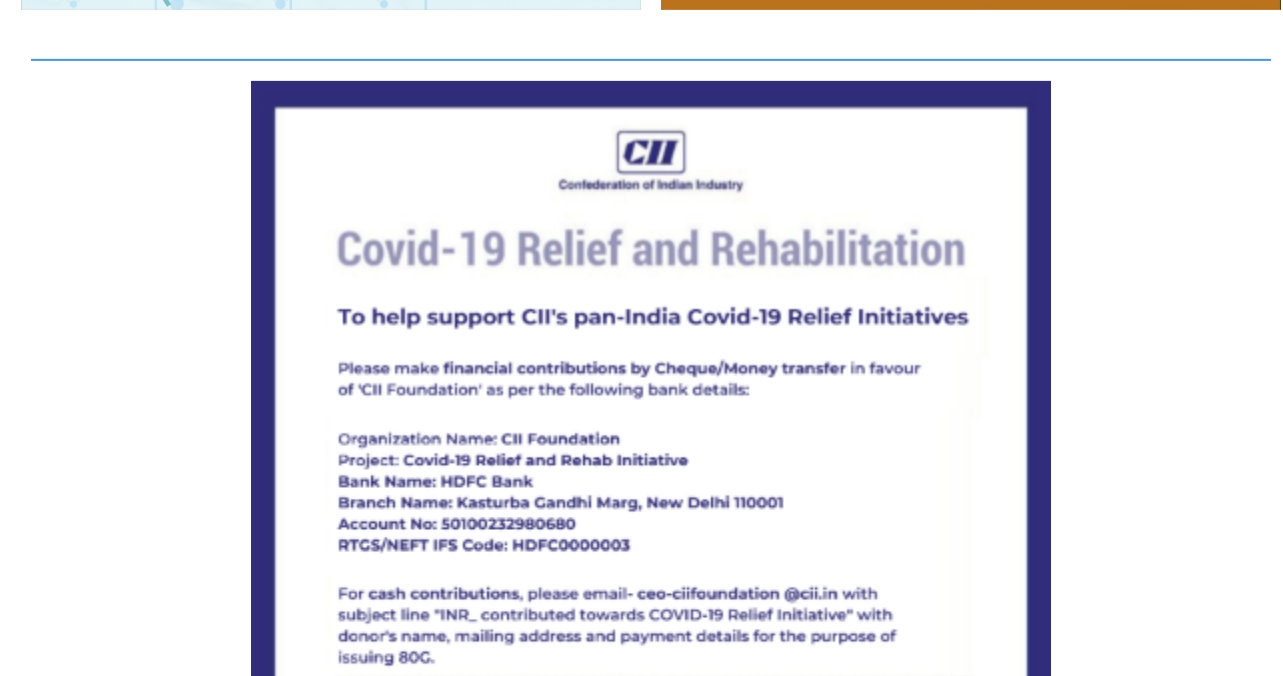 CII
Confederation of Indian Industry
Covid-19 Relief and Rehabilitation
To help support CII's pan-India Covid-19 Relief Initiatives
Please make financial contributions by Cheque/Money transfer in favour
of 'CII Foundation' as per the following bank details:
Organization Name: CII Foundation
Project: Covid-19 Relief and Rehab Initiative
Bank Name: HDFC Bank
Branch Name: Kasturba Gandhi Marg, New Delhi 110001
Account No: 50100232980680
RTGS/NEFT IFS Code: HDFC0000003
For cash contributions, please email- ceo-ciifoundation @cii.in with
subject line "INR_ contributed towards COVID-19 Relief Initiative" with
donor's name, mailing address and payment details for the purpose of
issuing 80G.